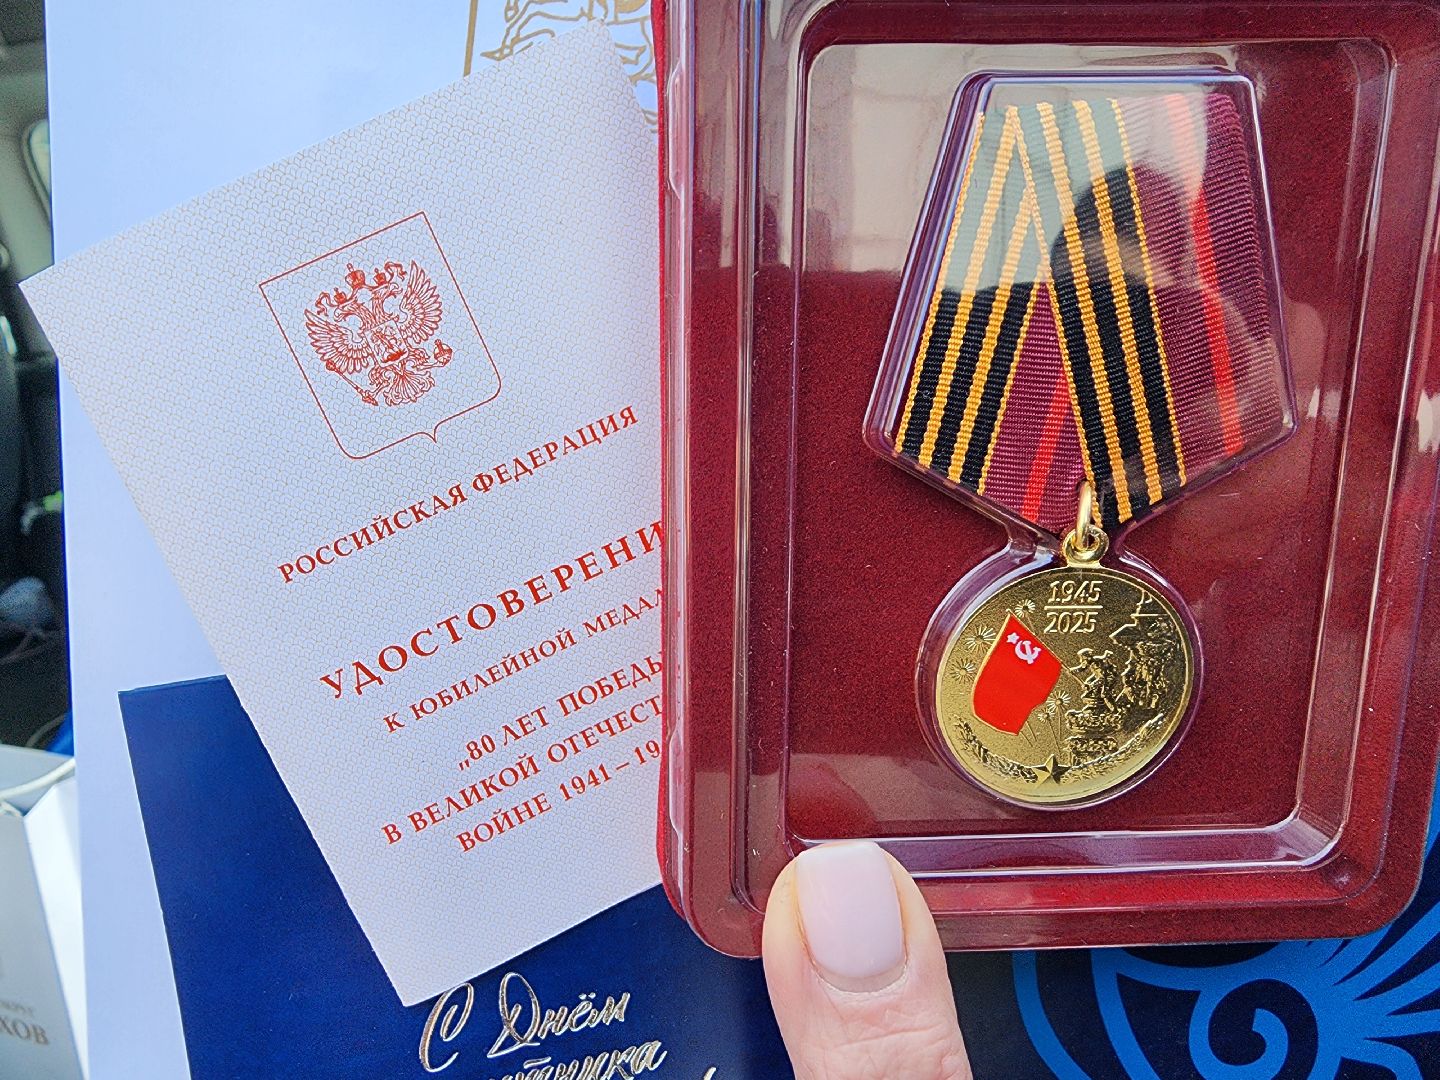 РОССИЙСКАЯ ФЕДЕРАЦИЯ
УДОСТОВЕРЕНИ
К ЮБИЛЕЙНОЙ МЕДАЛ
„80 ЛЕТ ПОБЕДЫ
В ВЕЛИКОЙ ОТЕЧЕСТ
ВОЙНЕ 1941 – 19
1945
2025
С Днём